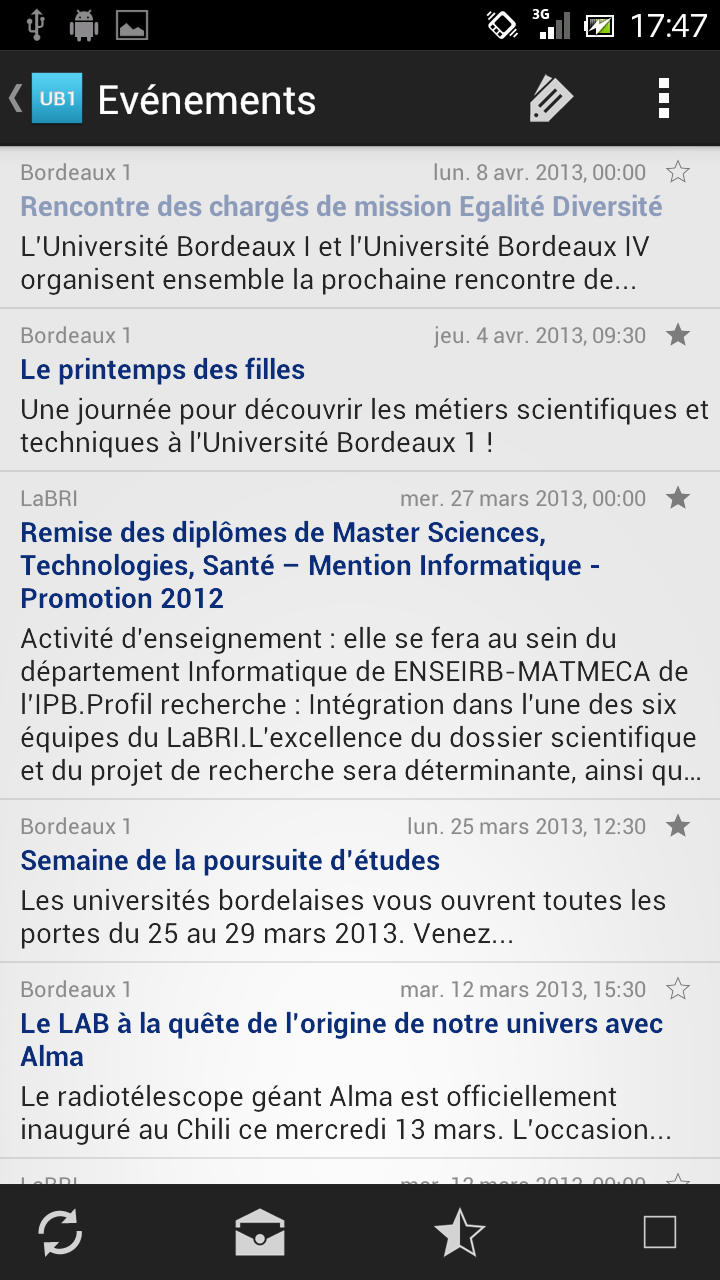 3G 17:47
UB1 Evénements
Bordeaux 1 lun. 8 avr. 2013, 00:00
Rencontre des chargés de mission Egalité Diversité
L'Université Bordeaux I et l'Université Bordeaux IV
organisent ensemble la prochaine rencontre de...
Bordeaux 1 jeu. 4 avr. 2013, 09:30
Le printemps des filles
Une journée pour découvrir les métiers scientifiques et
techniques à l'Université Bordeaux 1 !
LaBRI mer. 27 mars 2013, 00:00
Remise des diplômes de Master Sciences,
Technologies, Santé – Mention Informatique -
Promotion 2012
Activité d'enseignement : elle se fera au sein du
département Informatique de ENSEIRB-MATMECA de
l'IPB.Profil recherche : Intégration dans l'une des six
équipes du LaBRI.L'excellence du dossier scientifique
et du projet de recherche sera déterminante, ainsi qu...
Bordeaux 1 lun. 25 mars 2013, 12:30
Semaine de la poursuite d'études
Les universités bordelaises vous ouvrent toutes les
portes du 25 au 29 mars 2013. Venez...
Bordeaux 1 mar. 12 mars 2013, 15:30
Le LAB à la quête de l'origine de notre univers avec
Alma
Le radiotélescope géant Alma est officiellement
inauguré au Chili ce mercredi 13 mars. L'occasion...
LaBRI mar. 12 mars 2013, 00:00